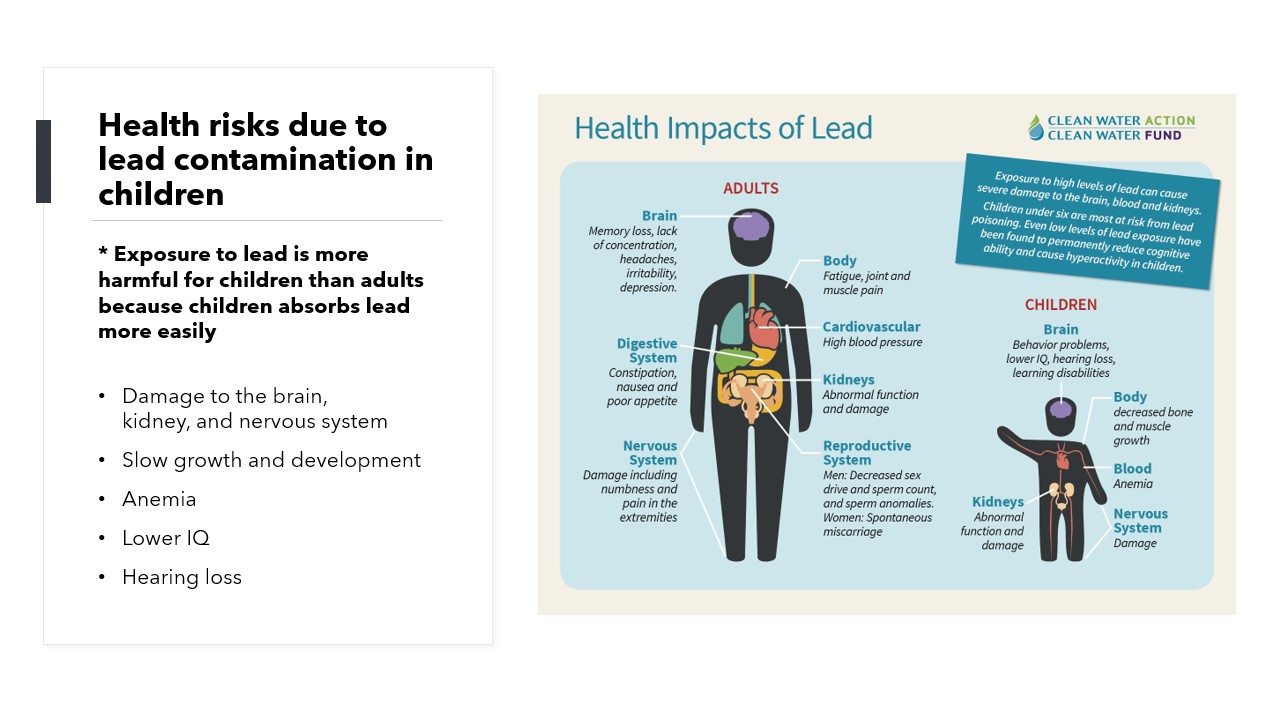 Health risks due to
lead contamination in
children
* Exposure to lead is more
harmful for children than adults
because children absorbs lead
more easily
• Damage to the brain,
kidney, and nervous system
• Slow growth and development
• Anemia
• Lower IQ
• Hearing loss
Health Impacts of Lead
CLEAN WATER ACTION
CLEAN WATER FUND
Exposure to high levels of lead can cause
severe damage to the brain, blood and kidneys.
Children under six are most at risk from lead
poisoning. Even low levels of lead exposure have
been found to permanently reduce cognitive
ability and cause hyperactivity in children.
ADULTS
Brain
Memory loss, lack
of concentration,
headaches,
irritability,
depression.
Digestive
System
Constipation,
nausea and
poor appetite
Nervous
System
Damage including
numbness and
pain in the
extremities
Body
Fatigue, joint and
muscle pain
Cardiovascular
High blood pressure
Kidneys
Abnormal function
and damage
Reproductive
System
Men: Decreased sex
drive and sperm count,
and sperm anomalies.
Women: Spontaneous
miscarriage
CHILDREN
Brain
Behavior problems,
lower IQ, hearing loss,
learning disabilities
Body
decreased bone
and muscle
growth
Blood
Anemia
Kidneys
Abnormal
function and
damage
Nervous
System
Damage